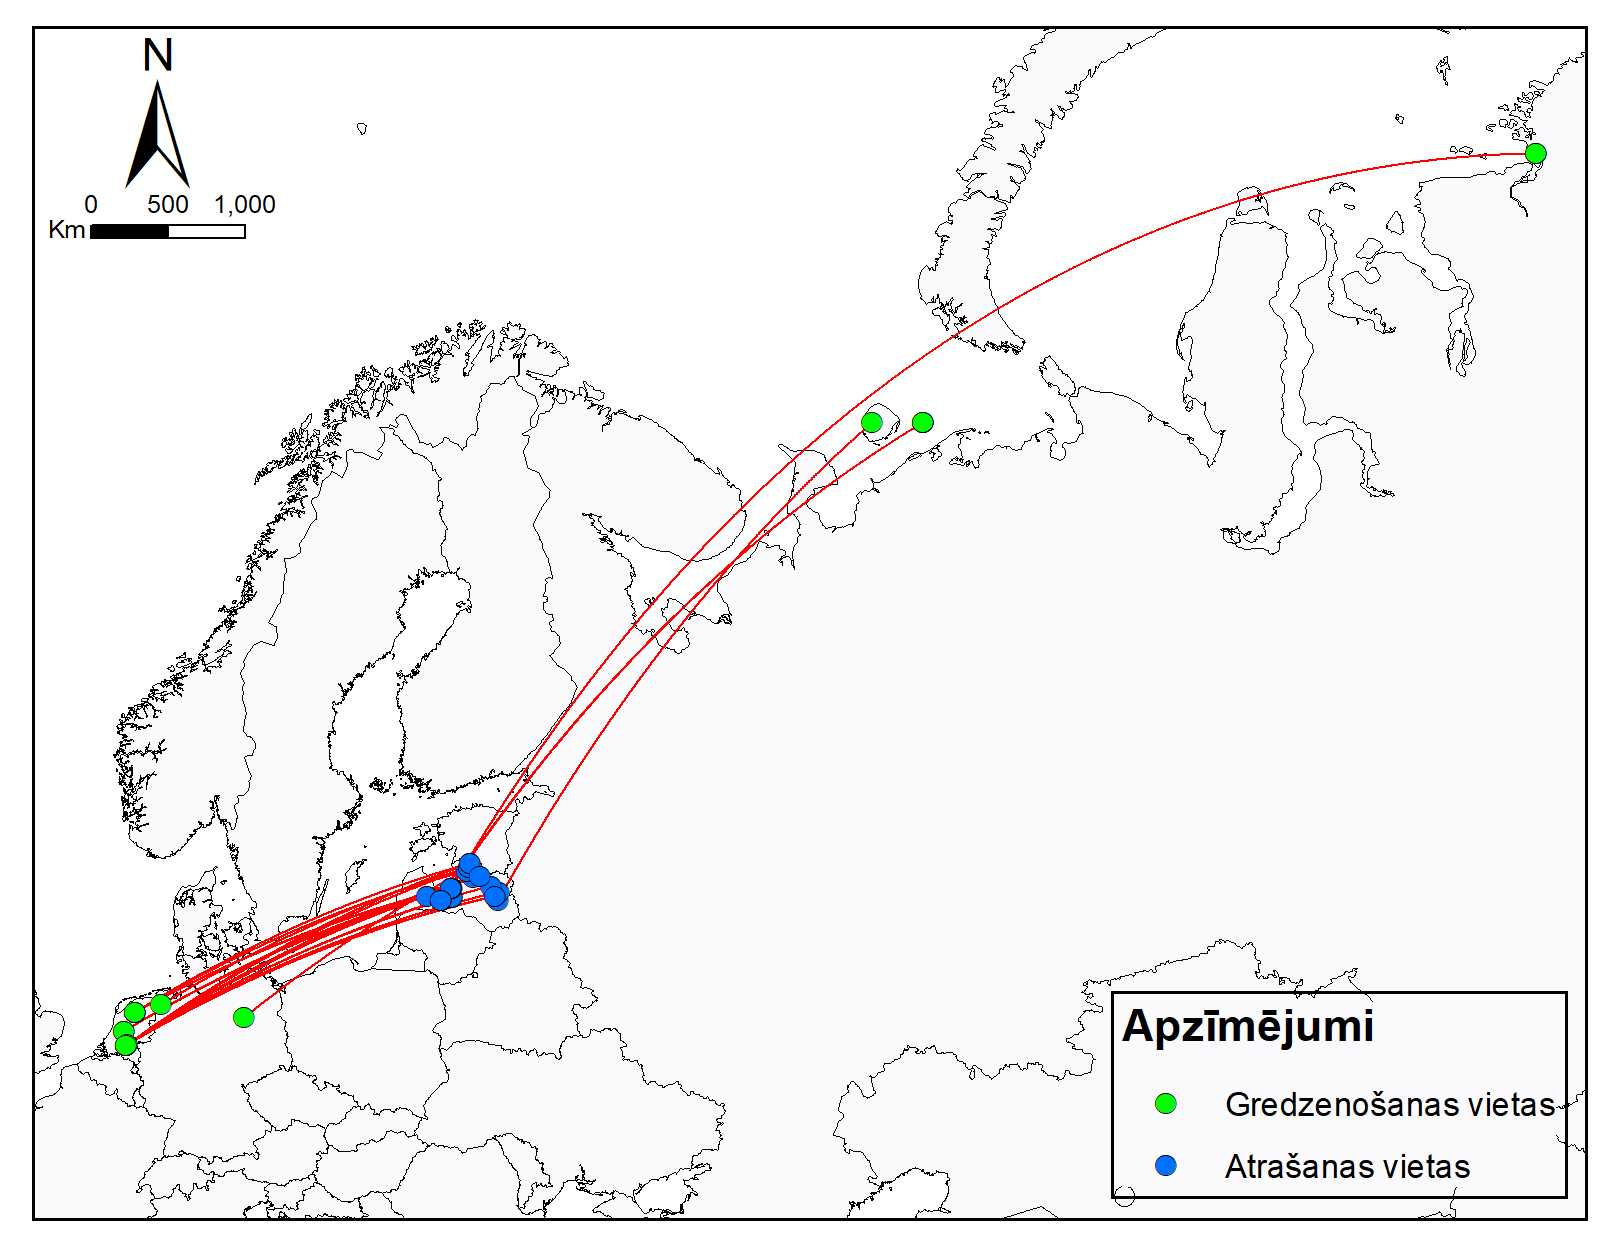 N
0 500 1,000
Km
Apzīmējumi
Gredzenošanas vietas
Atrašanas vietas